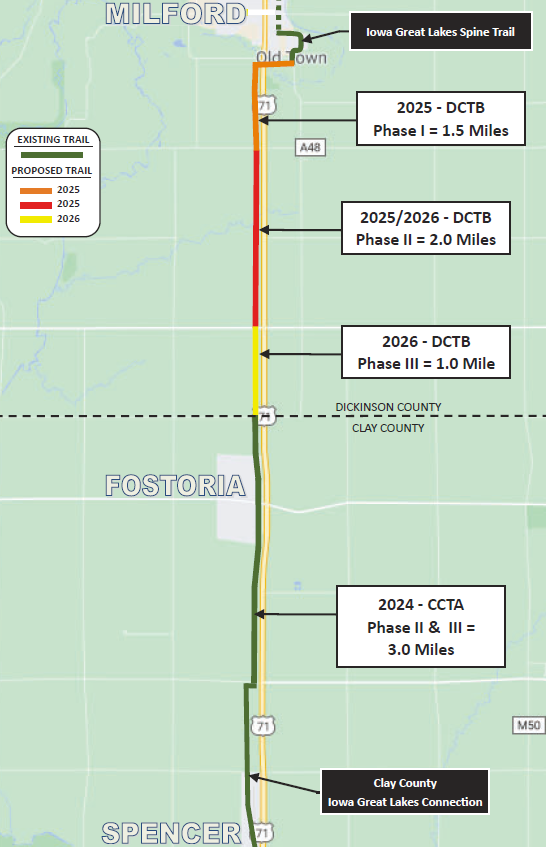 MILFORD
Iowa Great Lakes Spine Trail
Old Town
71
2025 - DCTB
Phase I = 1.5 Miles
EXISTING TRAIL
A48
PROPOSED TRAIL
2025
2025
2026
2025/2026 - DCTB
Phase II = 2.0 Miles
2026 - DCTB
Phase III = 1.0 Mile
DICKINSON COUNTY
71
CLAY COUNTY
FOSTORIA
2024 - CCTA
Phase II & III =
3.0 Miles
71
M50
Clay County
Iowa Great Lakes Connection
SPENCER
71